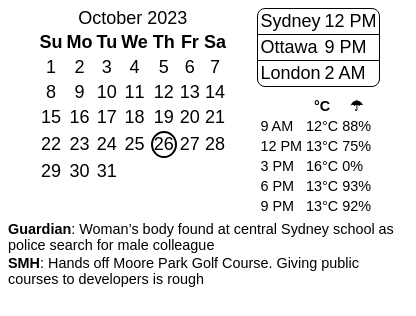 October 2023
Su Mo Tu We Th Fr Sa
1 2 3 4 5 6 7
8 9 10 11 12 13 14
15 16 17 18 19 20 21
22 23 24 25 26 27 28
29 30 31
Sydney 12 PM
Ottawa 9 PM
London 2 AM
°C ☂
9 AM 12°C 88%
12 PM 13°C 75%
3 PM 16°C 0%
6 PM 13°C 93%
9 PM 13°C 92%
Guardian: Woman’s body found at central Sydney school as
police search for male colleague
SMH: Hands off Moore Park Golf Course. Giving public
courses to developers is rough